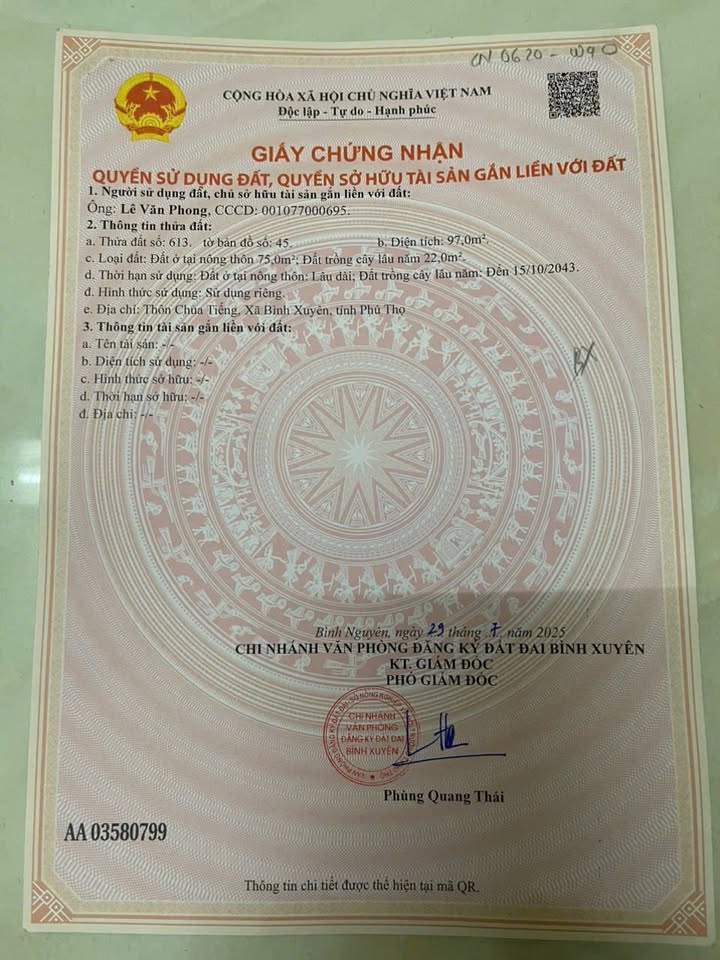 CN 0620 - W90
CỘNG HÒA XÃ HỘI CHỦ NGHĨA VIỆT NAM
Độc lập - Tự do - Hạnh phúc
GIẤY CHỨNG NHẬN
QUYỀN SỬ DỤNG ĐẤT, QUYỀN SỞ HỮU TÀI SẢN GẮN LIỀN VỚI ĐẤT
1. Người sử dụng đất, chủ sở hữu tài sản gắn liền với đất:
Ông: Lê Văn Phong, CCCD: 001077000695.
2. Thông tin thửa đất:
a. Thửa đất số: 613. tờ bản đồ số: 45. b. Diện tích: 97,0m².
c. Loại đất: Đất ở tại nông thôn 75,0m²; Đất trồng cây lâu năm 22,0m².
d. Thời hạn sử dụng: Đất ở tại nông thôn: Lâu dài; Đất trồng cây lâu năm: Đến 15/10/2043.
đ. Hình thức sử dụng: Sử dụng riêng.
e. Địa chỉ: Thôn Chùa Tiếng, Xã Bình Xuyên, tỉnh Phú Thọ
3. Thông tin tài sản gắn liền với đất:
a. Tên tài sản: -/-
b. Diện tích sử dụng: -/-
c. Hình thức sở hữu: -/-
d. Thời hạn sở hữu: -/-
đ. Địa chỉ: -/-
BX
Bình Nguyên, ngày 29 tháng 7 năm 2025
CHI NHÁNH VĂN PHÒNG ĐĂNG KÝ ĐẤT ĐAI BÌNH XUYÊN
KT. GIÁM ĐỐC
PHÓ GIÁM ĐỐC
CHI NHÁNH
VĂN PHÒNG
ĐĂNG KÝ ĐẤT ĐAI
BÌNH XUYÊN
Phùng Quang Thái
AA 03580799
Thông tin chi tiết được thể hiện tại mã QR.